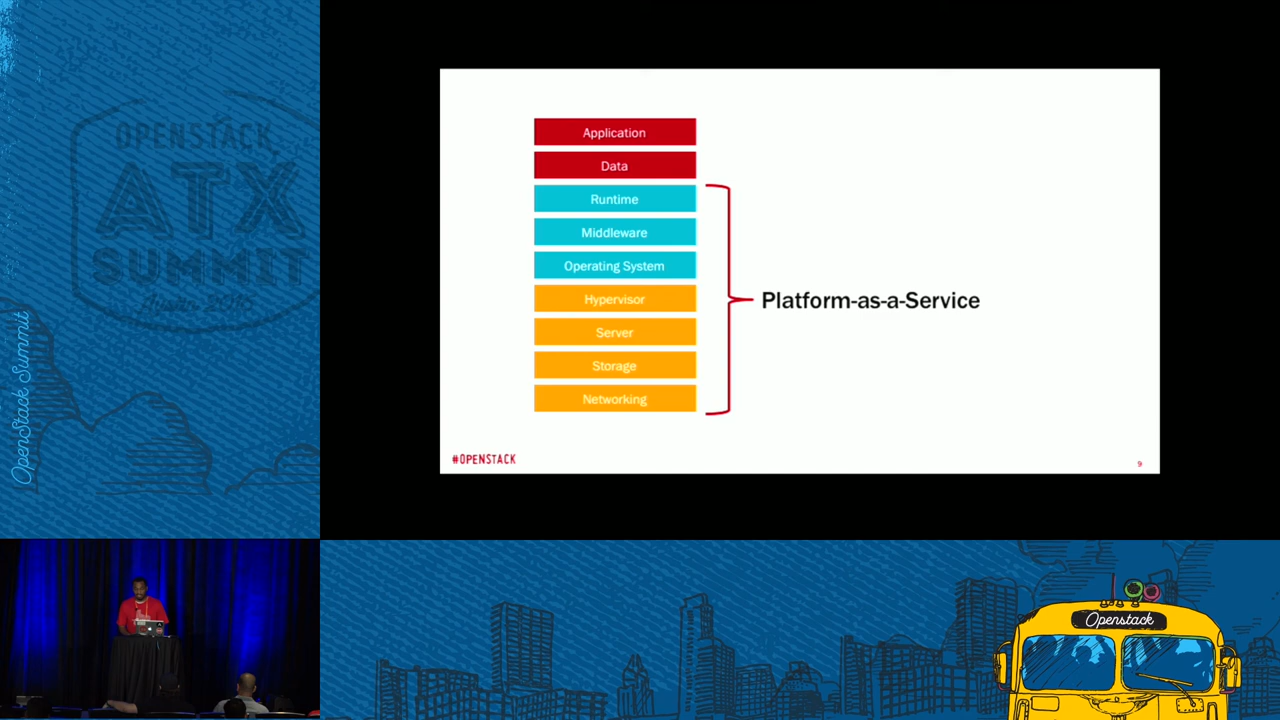 OPENSTACK
ATX
SUMMIT
Austin 2016
OpenStack Summit
Application
Data
Runtime
Middleware
Operating System
Hypervisor
Server
Storage
Networking
Platform-as-a-Service
#OPENSTACK
9
Openstack